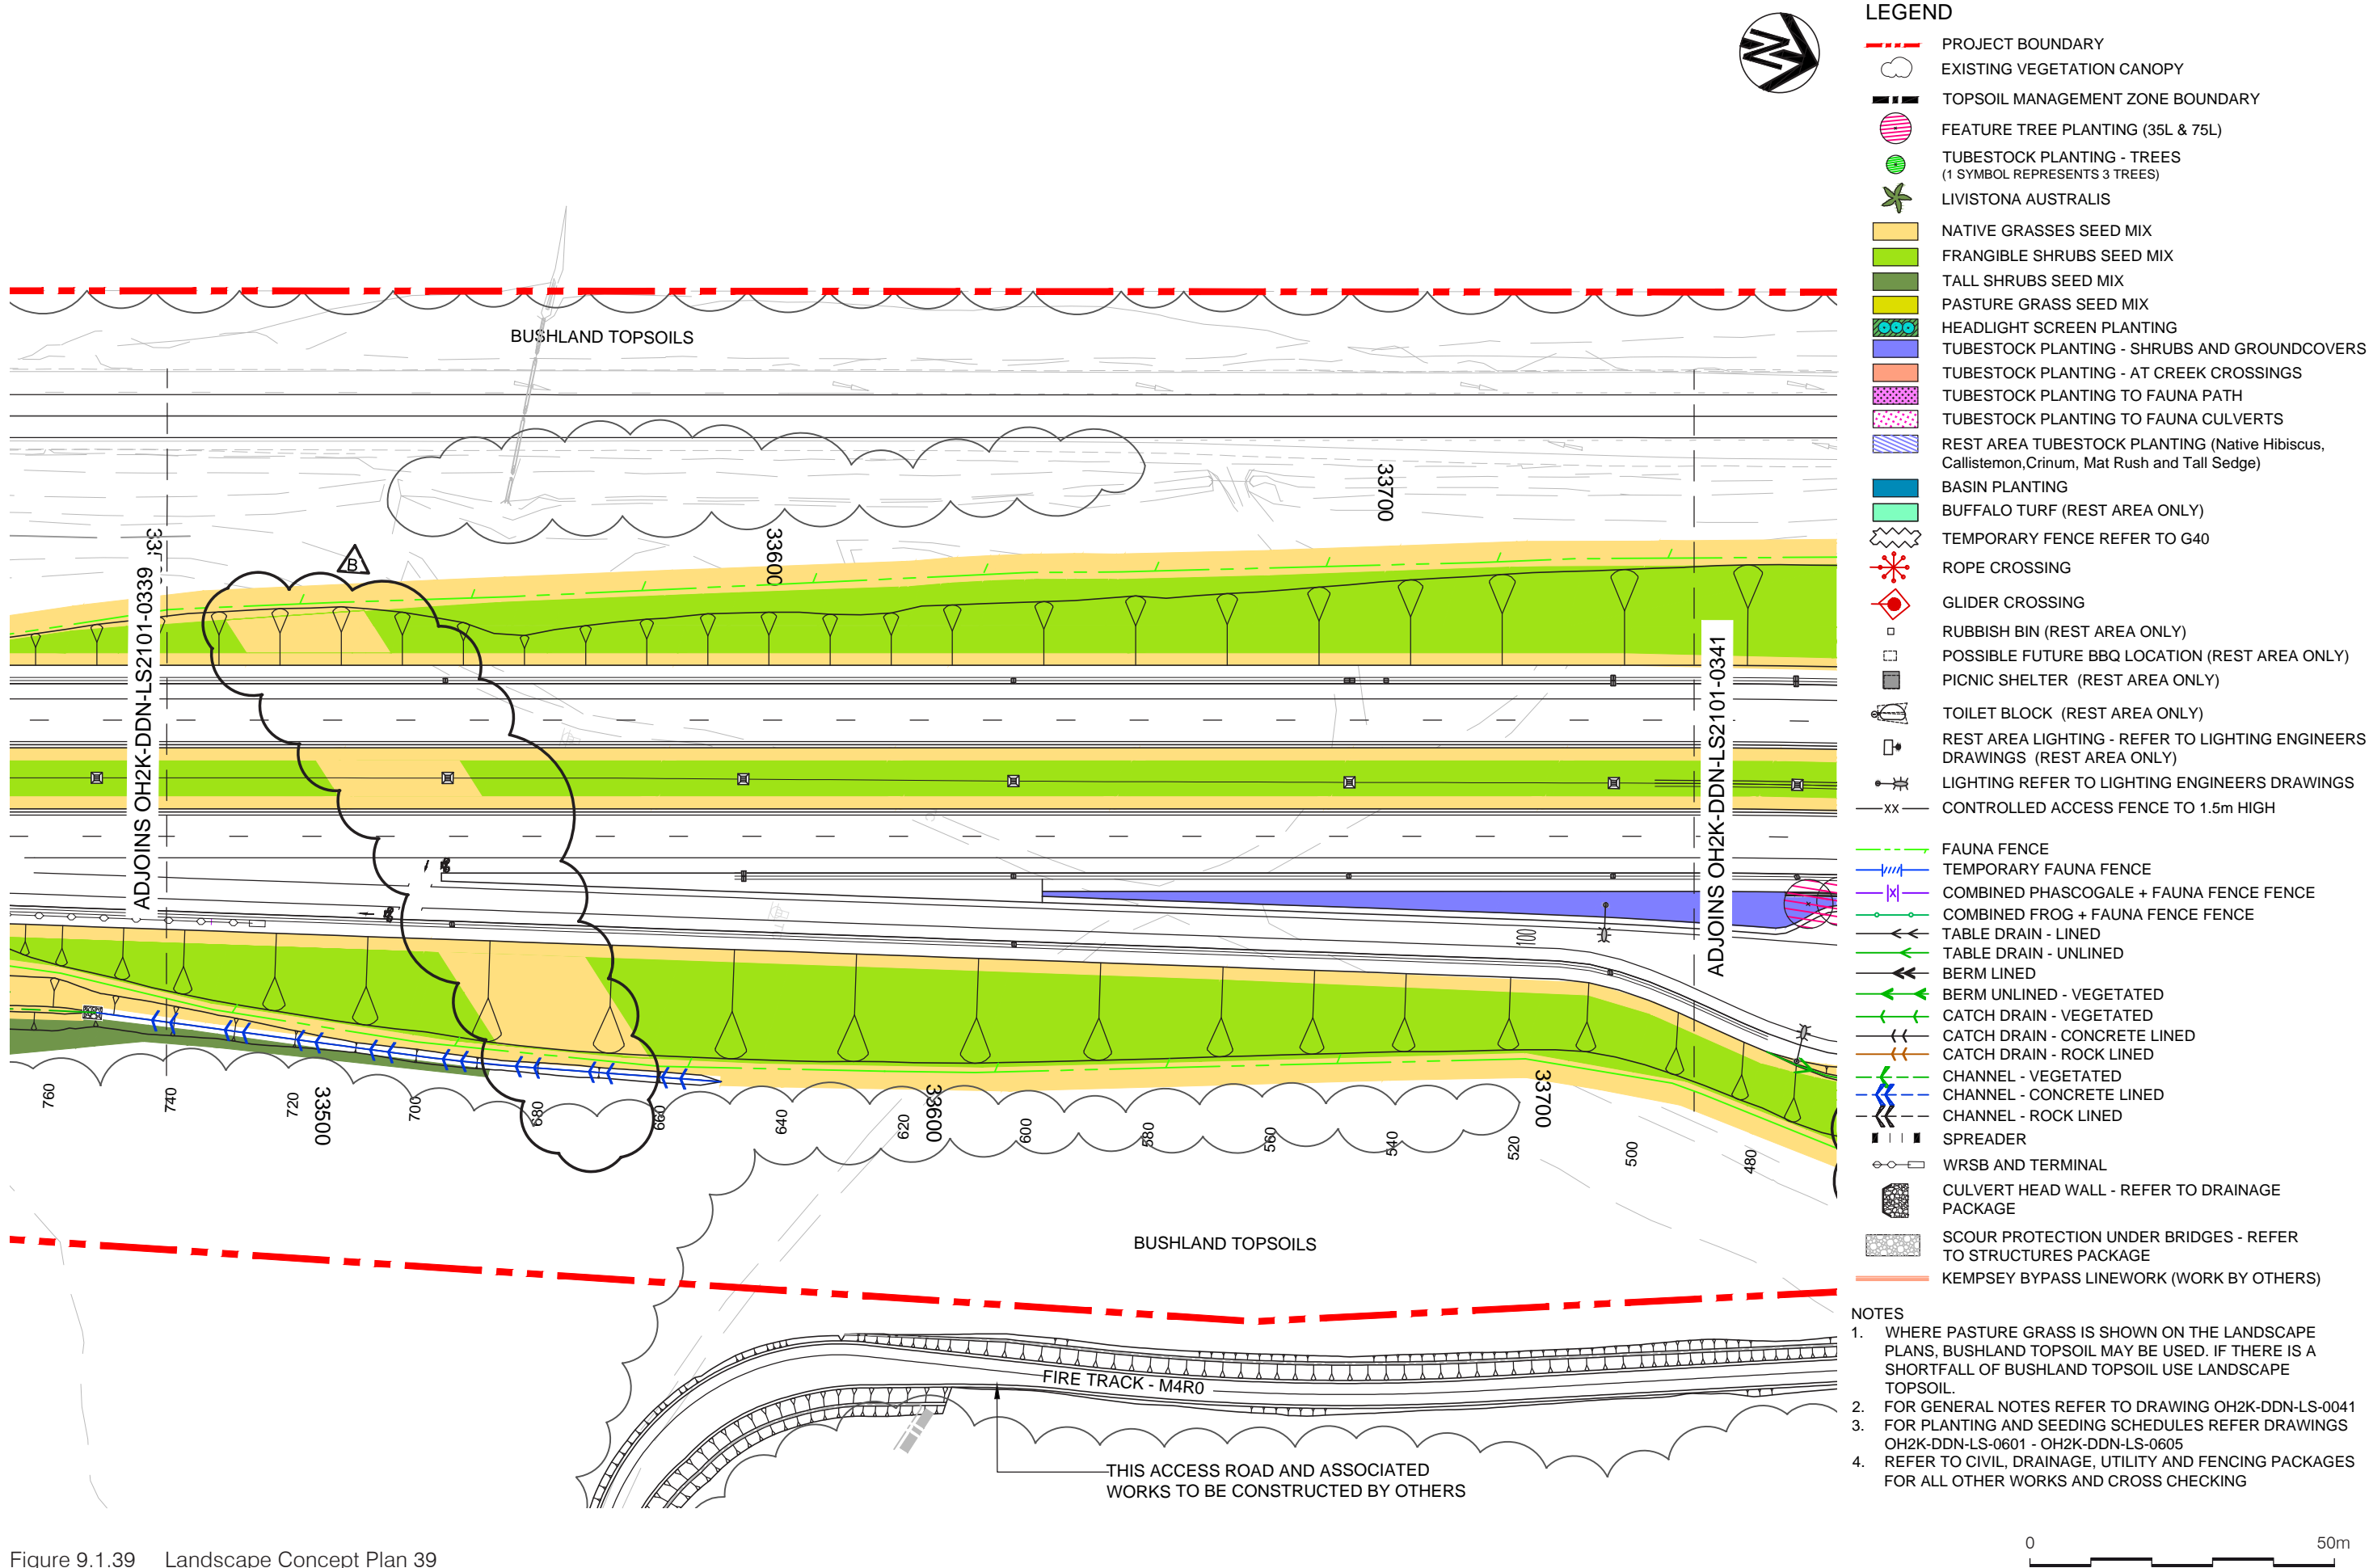 LEGEND
PROJECT BOUNDARY
EXISTING VEGETATION CANOPY
TOPSOIL MANAGEMENT ZONE BOUNDARY
FEATURE TREE PLANTING (35L & 75L)
TUBESTOCK PLANTING - TREES
(1 SYMBOL REPRESENTS 3 TREES)
LIVISTONA AUSTRALIS
NATIVE GRASSES SEED MIX
FRANGIBLE SHRUBS SEED MIX
TALL SHRUBS SEED MIX
PASTURE GRASS SEED MIX
HEADLIGHT SCREEN PLANTING
TUBESTOCK PLANTING - SHRUBS AND GROUNDCOVERS
TUBESTOCK PLANTING - AT CREEK CROSSINGS
TUBESTOCK PLANTING TO FAUNA PATH
TUBESTOCK PLANTING TO FAUNA CULVERTS
REST AREA TUBESTOCK PLANTING (Native Hibiscus,
Callistemon,Crinum, Mat Rush and Tall Sedge)
BASIN PLANTING
BUFFALO TURF (REST AREA ONLY)
TEMPORARY FENCE REFER TO G40
ROPE CROSSING
GLIDER CROSSING
RUBBISH BIN (REST AREA ONLY)
POSSIBLE FUTURE BBQ LOCATION (REST AREA ONLY)
PICNIC SHELTER (REST AREA ONLY)
TOILET BLOCK (REST AREA ONLY)
REST AREA LIGHTING - REFER TO LIGHTING ENGINEERS
DRAWINGS (REST AREA ONLY)
LIGHTING REFER TO LIGHTING ENGINEERS DRAWINGS
XX
CONTROLLED ACCESS FENCE TO 1.5m HIGH
FAUNA FENCE
TEMPORARY FAUNA FENCE
COMBINED PHASCOGALE + FAUNA FENCE FENCE
COMBINED FROG + FAUNA FENCE FENCE
TABLE DRAIN - LINED
TABLE DRAIN - UNLINED
BERM LINED
BERM UNLINED - VEGETATED
CATCH DRAIN - VEGETATED
CATCH DRAIN - CONCRETE LINED
CATCH DRAIN - ROCK LINED
CHANNEL - VEGETATED
CHANNEL - CONCRETE LINED
CHANNEL - ROCK LINED
SPREADER
WRSB AND TERMINAL
CULVERT HEAD WALL - REFER TO DRAINAGE
PACKAGE
SCOUR PROTECTION UNDER BRIDGES - REFER
TO STRUCTURES PACKAGE
KEMPSEY BYPASS LINEWORK (WORK BY OTHERS)
NOTES
1. WHERE PASTURE GRASS IS SHOWN ON THE LANDSCAPE
PLANS, BUSHLAND TOPSOIL MAY BE USED. IF THERE IS A
SHORTFALL OF BUSHLAND TOPSOIL USE LANDSCAPE
TOPSOIL.
2. FOR GENERAL NOTES REFER TO DRAWING OH2K-DDN-LS-0041
3. FOR PLANTING AND SEEDING SCHEDULES REFER DRAWINGS
OH2K-DDN-LS-0601 - OH2K-DDN-LS-0605
4. REFER TO CIVIL, DRAINAGE, UTILITY AND FENCING PACKAGES
FOR ALL OTHER WORKS AND CROSS CHECKING
0 50m
N
BUSHLAND TOPSOILS
33600
33700
B
ADJOINS OH2K-DDN-LS2101-0339
ADJOINS OH2K-DDN-LS2101-0341
100
760
740
720
33500
700
680
660
640
620
33600
600
580
560
540
520
33700
500
480
BUSHLAND TOPSOILS
FIRE TRACK - M4R0
THIS ACCESS ROAD AND ASSOCIATED
WORKS TO BE CONSTRUCTED BY OTHERS
Figure 9.1.39 Landscape Concept Plan 39